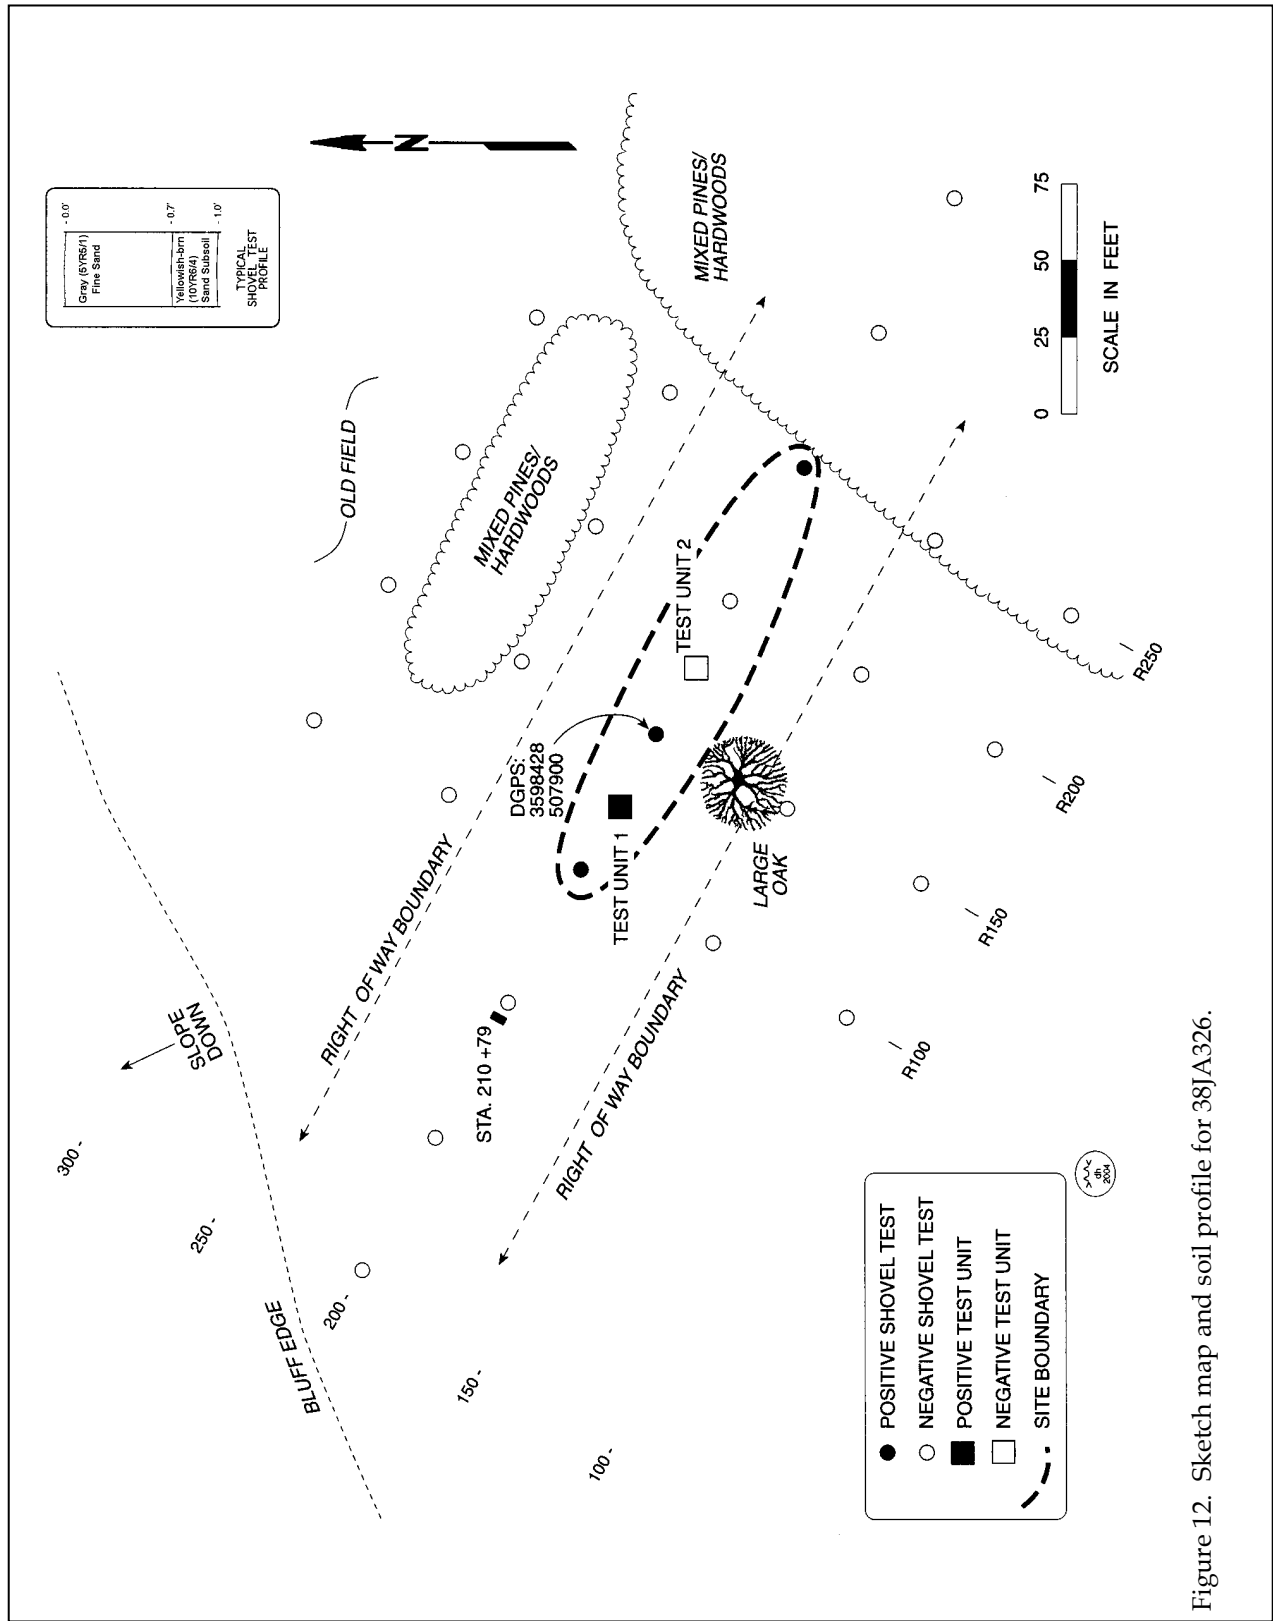 - 0.0'
Gray (5YR5/1)
Fine Sand
- 0.7'
Yellowish-brn
(10YR6/4)
Sand Subsoil
- 1.0'
TYPICAL
SHOVEL TEST
PROFILE
N
OLD FIELD
MIXED PINES/
HARDWOODS
MIXED PINES/
HARDWOODS
SLOPE
DOWN
300 -
250 -
200 -
150 -
100 -
BLUFF EDGE
RIGHT OF WAY BOUNDARY
RIGHT OF WAY BOUNDARY
STA. 210 +79
DGPS:
3598428
507900
TEST UNIT 1
TEST UNIT 2
LARGE
OAK
R100
R150
R200
R250
0 25 50 75
SCALE IN FEET
POSITIVE SHOVEL TEST
NEGATIVE SHOVEL TEST
POSITIVE TEST UNIT
NEGATIVE TEST UNIT
SITE BOUNDARY
dh
2004
Figure 12. Sketch map and soil profile for 38JA326.